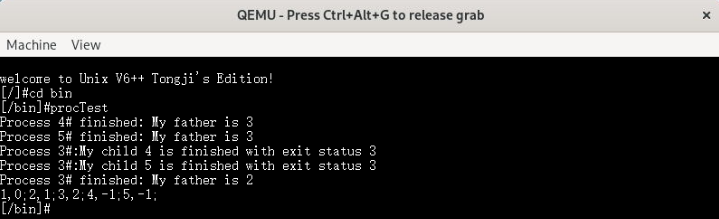 QEMU - Press Ctrl+Alt+G to release grab
×
Machine View
welcome to Unix V6++ Tongji's Edition!
[/]#cd bin
[/bin]#procTest
Process 4# finished: My father is 3
Process 5# finished: My father is 3
Process 3#:My child 4 is finished with exit status 3
Process 3#:My child 5 is finished with exit status 3
Process 3# finished: My father is 2
1,0;2,1;3,2;4,-1;5,-1;
[/bin]#